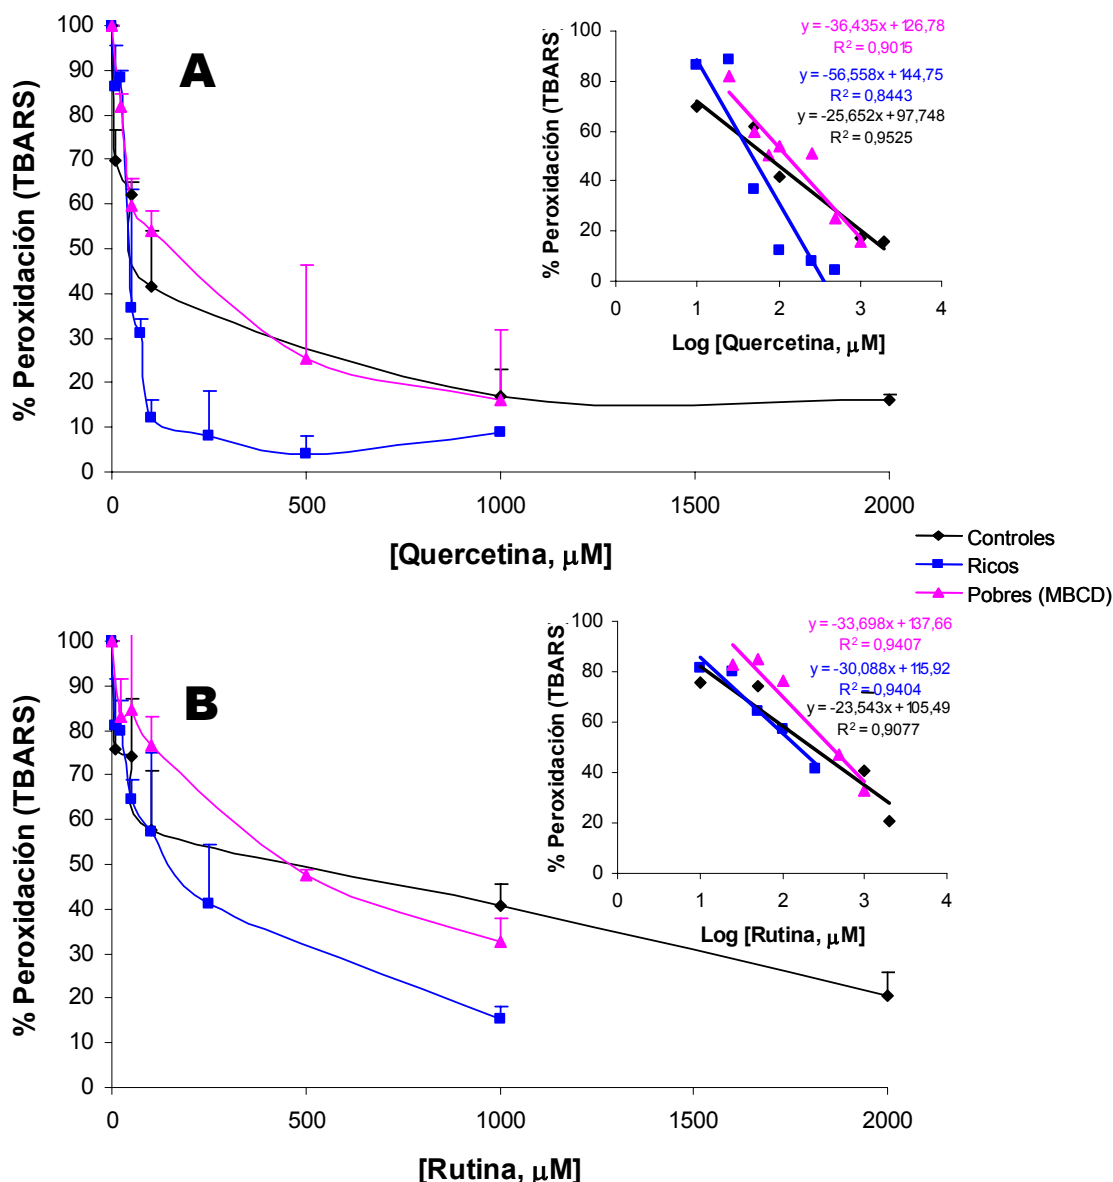 A
% Peroxidación (TBARS)
100
90
80
70
60
50
40
30
20
10
0
0
500
1000
1500
2000
[Quercetina, μM]
% Peroxidación (TBARS)
100
80
60
40
20
0
0
1
2
3
4
Log [Quercetina, μM]
y = -36,435x + 126,78
R² = 0,9015
y = -56,558x + 144,75
R² = 0,8443
y = -25,652x + 97,748
R² = 0,9525
Controles
Ricos
Pobres (MBCD)
B
% Peroxidación (TBARS)
100
90
80
70
60
50
40
30
20
10
0
0
500
1000
1500
2000
[Rutina, μM]
% Peroxidación (TBARS)
100
80
60
40
20
0
0
1
2
3
4
Log [Rutina, μM]
y = -33,698x + 137,66
R² = 0,9407
y = -30,088x + 115,92
R² = 0,9404
y = -23,543x + 105,49
R² = 0,9077